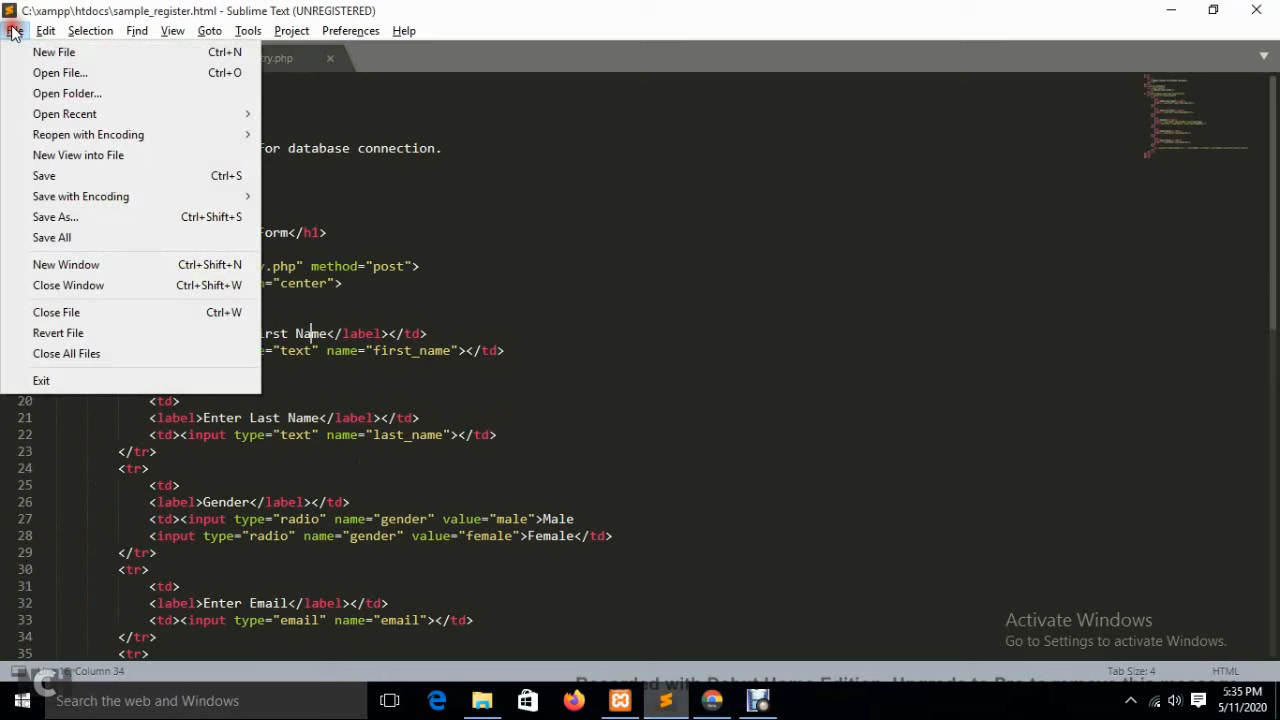 C:\xampp\htdocs\sample_register.html - Sublime Text (UNREGISTERED)
File Edit Selection Find View Goto Tools Project Preferences Help
New File Ctrl+N
try.php ×
Open File... Ctrl+O
Open Folder...
Open Recent
Reopen with Encoding
for database connection.
New View into File
Save Ctrl+S
Save with Encoding
Save As... Ctrl+Shift+S
Save All
Form</h1>
New Window Ctrl+Shift+N
y.php" method="post">
Close Window Ctrl+Shift+W
n="center">
Close File Ctrl+W
Revert File
irst Name</label></td>
Close All Files
e="text" name="first_name"></td>
Exit
20 <td>
21 <label>Enter Last Name</label></td>
22 <td><input type="text" name="last_name"></td>
23 </tr>
24 <tr>
25 <td>
26 <label>Gender</label></td>
27 <td><input type="radio" name="gender" value="male">Male
28 <input type="radio" name="gender" value="female">Female</td>
29 </tr>
30 <tr>
31 <td>
32 <label>Enter Email</label></td>
33 <td><input type="email" name="email"></td>
34 </tr>
35 <tr>
Activate Windows
Go to Settings to activate Windows.
16, Column 34
Tab Size: 4 HTML
Search the web and Windows
5:35 PM
5/11/2020